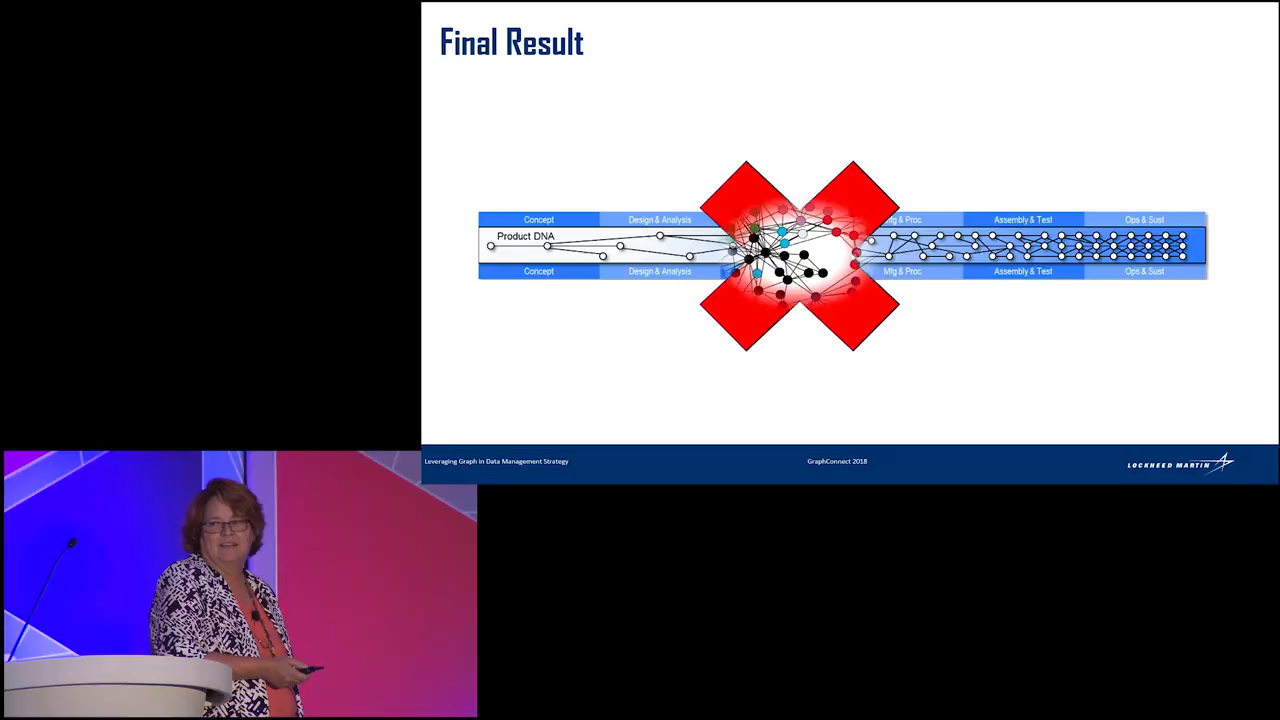 Final Result
Concept Design & Analysis & Proc Assembly & Test Ops & Sust
Product DNA
Concept Design & Analysis Mfg & Proc Assembly & Test Ops & Sust
Leveraging Graph in Data Management Strategy GraphConnect 2018 LOCKHEED MARTIN